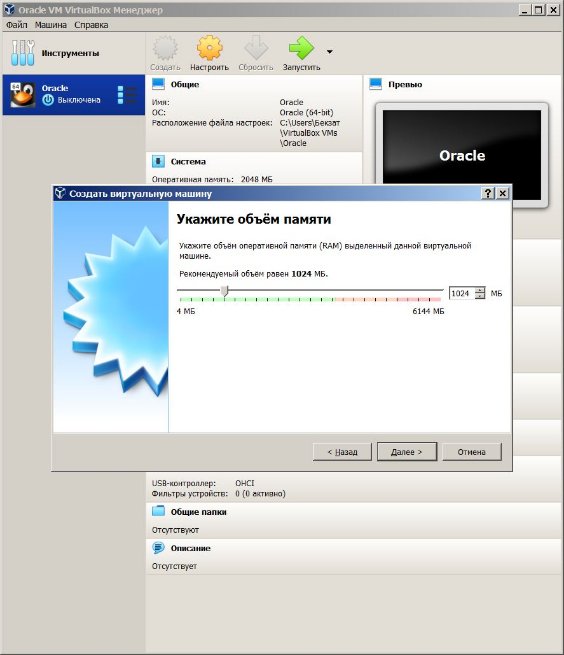 Oracle VM VirtualBox Менеджер
Файл Машина Справка
Инструменты
Создать Настроить Сбросить Запустить
64
Oracle
Выключена
Общие
Имя: Oracle
ОС: Oracle (64-bit)
Расположение файла настроек: C:\Users\Бекзат
\VirtualBox VMs
\Oracle
Превью
Oracle
Система
Оперативная память: 2048 МБ
Создать виртуальную машину
Укажите объём памяти
Укажите объём оперативной памяти (RAM) выделенный данной виртуальной
машине.
Рекомендуемый объём равен 1024 МБ.
1024 МБ
4 МБ 6144 МБ
< Назад Далее > Отмена
USB-контроллер: OHCI
Фильтры устройств: 0 (0 активно)
Общие папки
Отсутствуют
Описание
Отсутствует